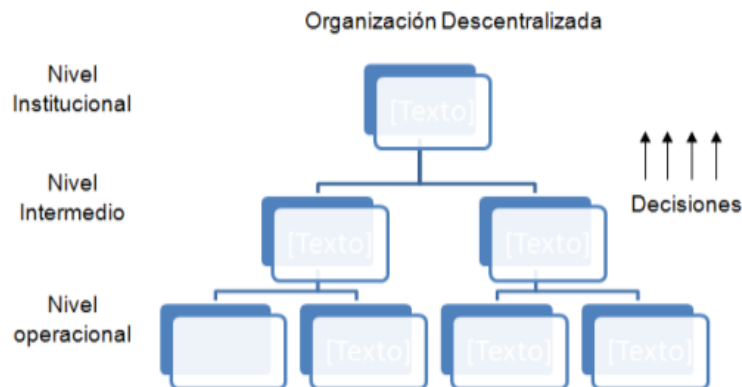 Organización Descentralizada
Nivel
Institucional
[Texto]
Nivel
Intermedio
Decisiones
[Texto]
[Texto]
Nivel
operacional
[Texto]
[Texto]
[Texto]